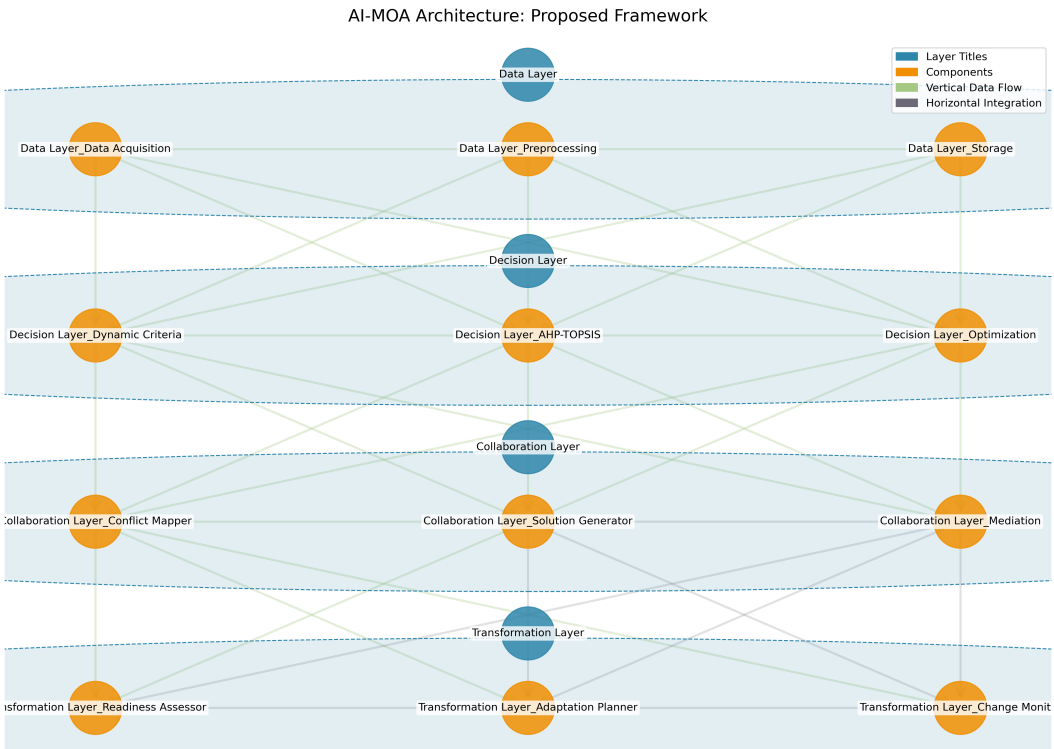 AI-MOA Architecture: Proposed Framework
Layer Titles
Components
Vertical Data Flow
Horizontal Integration
Data Layer
Data Layer_Data Acquisition
Data Layer_Preprocessing
Data Layer_Storage
Decision Layer
Decision Layer_Dynamic Criteria
Decision Layer_AHP-TOPSIS
Decision Layer_Optimization
Collaboration Layer
Collaboration Layer_Conflict Mapper
Collaboration Layer_Solution Generator
Collaboration Layer_Mediation
Transformation Layer
nsformation Layer_Readiness Assessor
Transformation Layer_Adaptation Planner
Transformation Layer_Change Monit